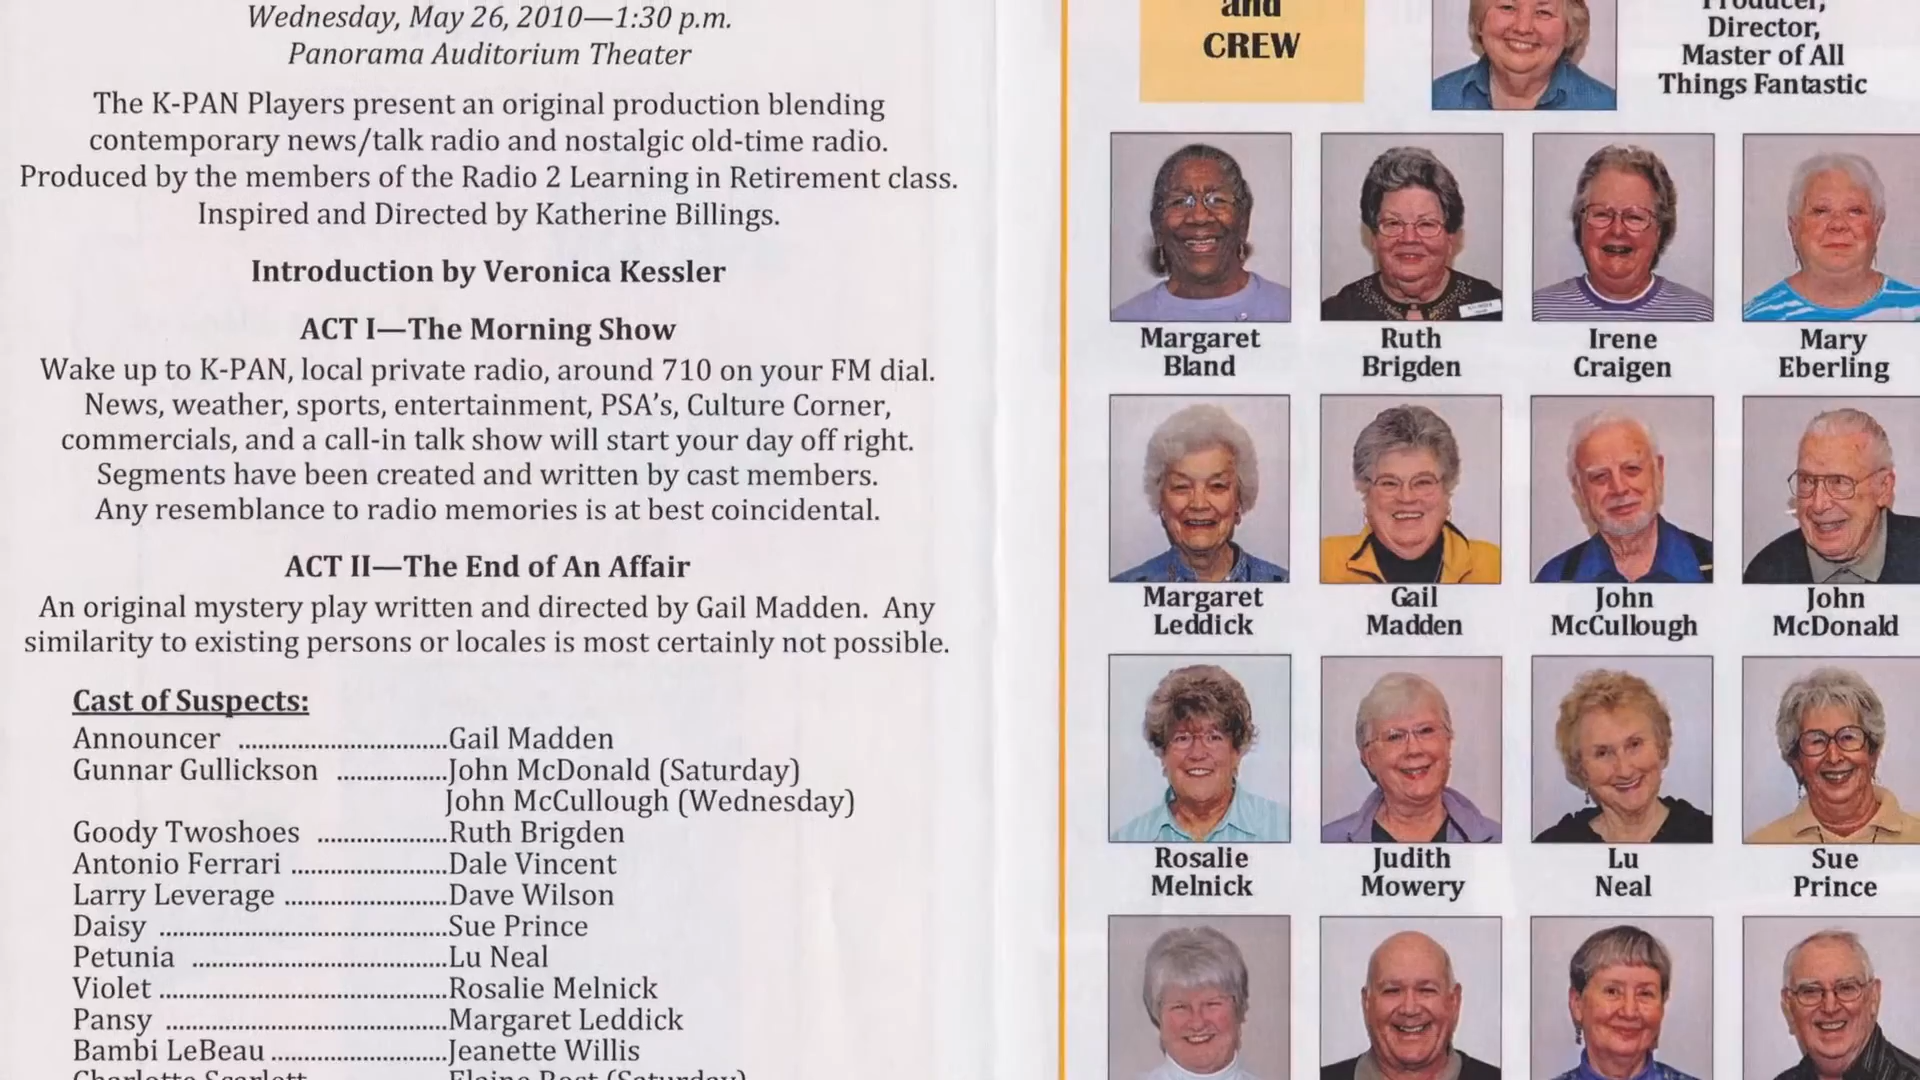 Wednesday, May 26, 2010—1:30 p.m.
Panorama Auditorium Theater
The K-PAN Players present an original production blending
contemporary news/talk radio and nostalgic old-time radio.
Produced by the members of the Radio 2 Learning in Retirement class.
Inspired and Directed by Katherine Billings.
Introduction by Veronica Kessler
ACT I—The Morning Show
Wake up to K-PAN, local private radio, around 710 on your FM dial.
News, weather, sports, entertainment, PSA's, Culture Corner,
commercials, and a call-in talk show will start your day off right.
Segments have been created and written by cast members.
Any resemblance to radio memories is at best coincidental.
ACT II—The End of An Affair
An original mystery play written and directed by Gail Madden. Any
similarity to existing persons or locales is most certainly not possible.
Cast of Suspects:
Announcer ................................Gail Madden
Gunnar Gullickson .................John McDonald (Saturday)
John McCullough (Wednesday)
Goody Twoshoes ....................Ruth Brigden
Antonio Ferrari ........................Dale Vincent
Larry Leverage .........................Dave Wilson
Daisy ............................................Sue Prince
Petunia .......................................Lu Neal
Violet ............................................Rosalie Melnick
Pansy ...........................................Margaret Leddick
Bambi LeBeau...........................Jeanette Willis
Charlotte Scarlett Elaine Bost (Saturday)
and
CREW
Producer,
Director,
Master of All
Things Fantastic
Margaret
Bland
Ruth
Brigden
Irene
Craigen
Mary
Eberling
Margaret
Leddick
Gail
Madden
John
McCullough
John
McDonald
Rosalie
Melnick
Judith
Mowery
Lu
Neal
Sue
Prince